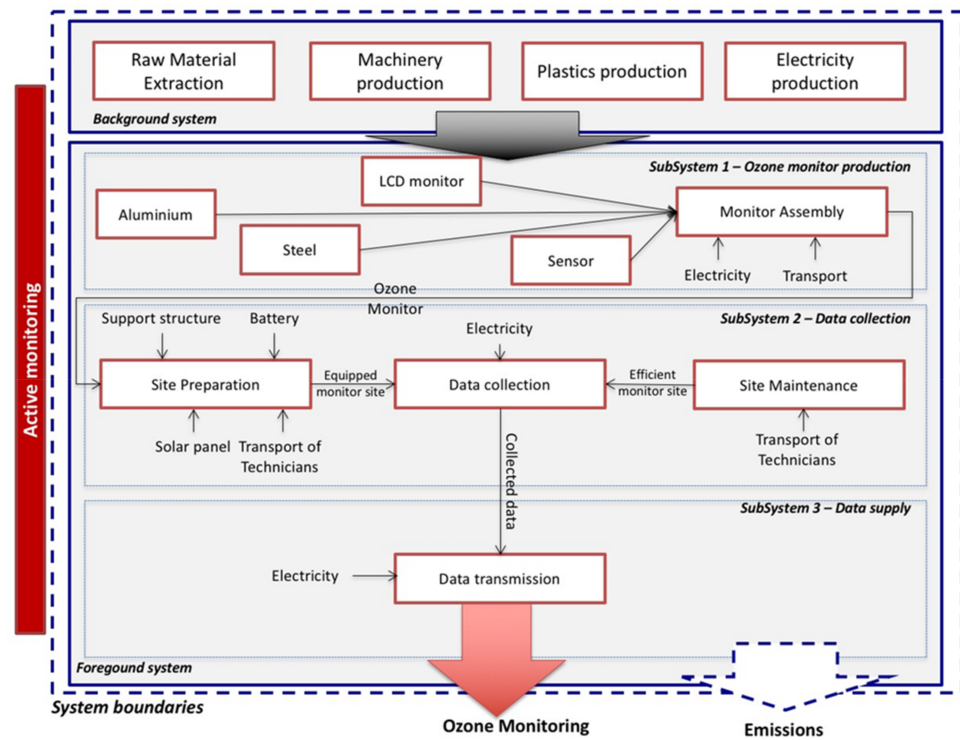 Active monitoring
Raw Material
Extraction
Machinery
production
Plastics production
Electricity
production
Background system
SubSystem 1 – Ozone monitor production
LCD monitor
Aluminium
Steel
Sensor
Monitor Assembly
Electricity
Transport
Ozone
Monitor
SubSystem 2 – Data collection
Support structure
Battery
Electricity
Site Preparation
Equipped
monitor site
Data collection
Efficient
monitor site
Site Maintenance
Solar panel
Transport of
Technicians
Transport of
Technicians
Collected data
SubSystem 3 – Data supply
Electricity
Data transmission
Foregound system
System boundaries
Ozone Monitoring
Emissions